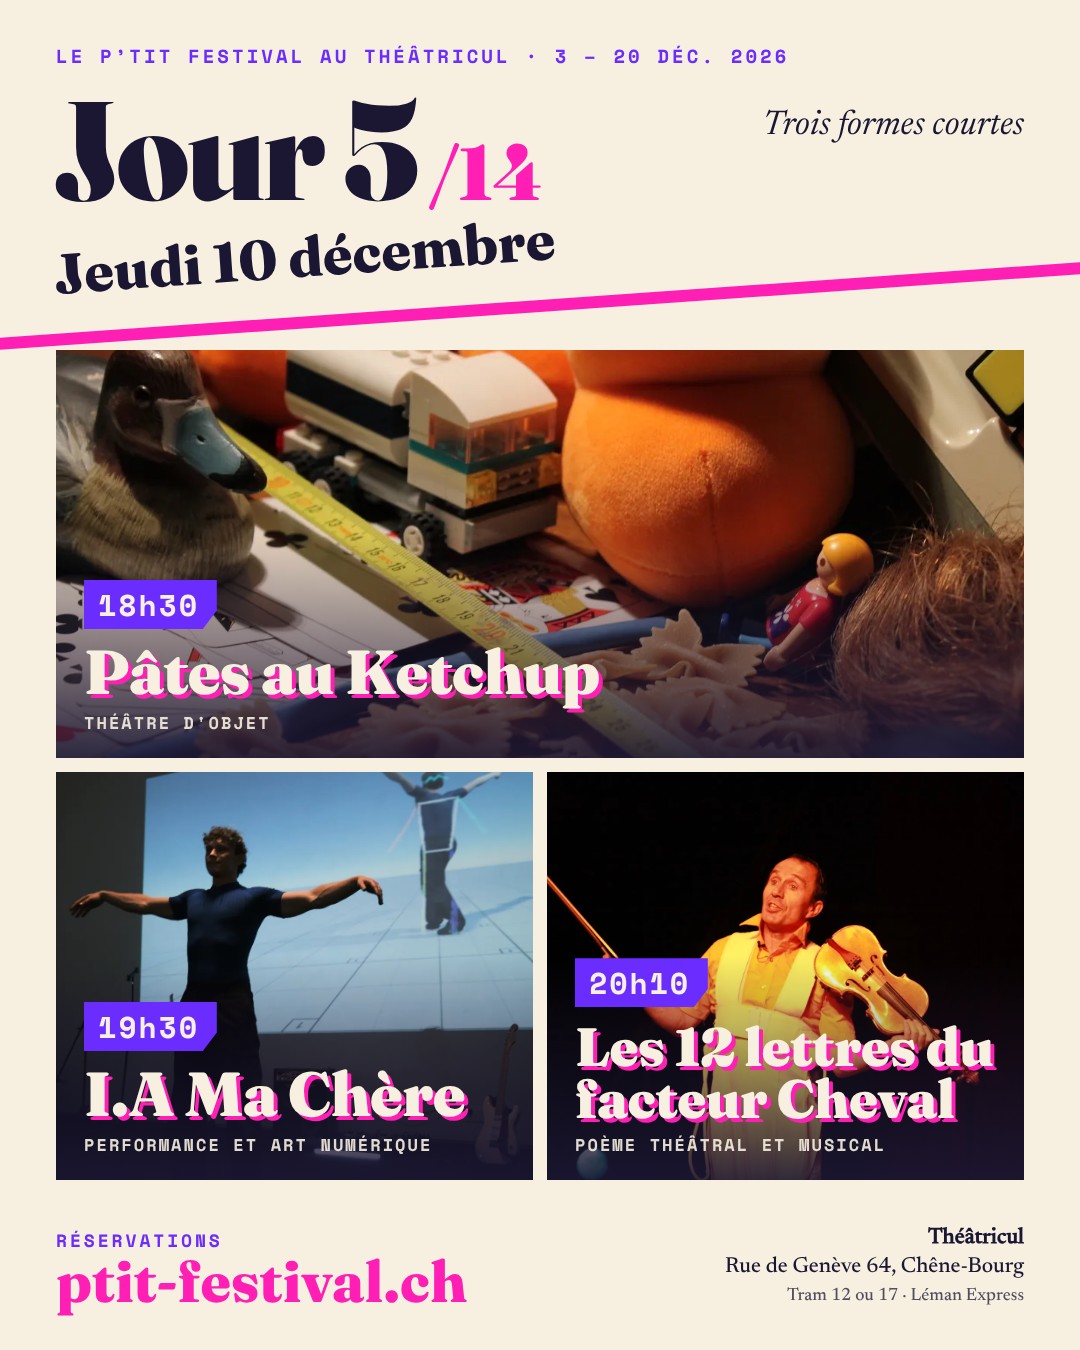 LE P'TIT FESTIVAL AU THÉÂTRICUL · 3 – 20 DÉC. 2026
Jour 5 /14
Trois formes courtes
Jeudi 10 décembre
18h30
Pâtes au Ketchup
THÉÂTRE D'OBJET
19h30
I.A Ma Chère
PERFORMANCE ET ART NUMÉRIQUE
20h10
Les 12 lettres du
facteur Cheval
POÈME THÉÂTRAL ET MUSICAL
RÉSERVATIONS
ptit-festival.ch
Théâtricul
Rue de Genève 64, Chêne-Bourg
Tram 12 ou 17 · Léman Express